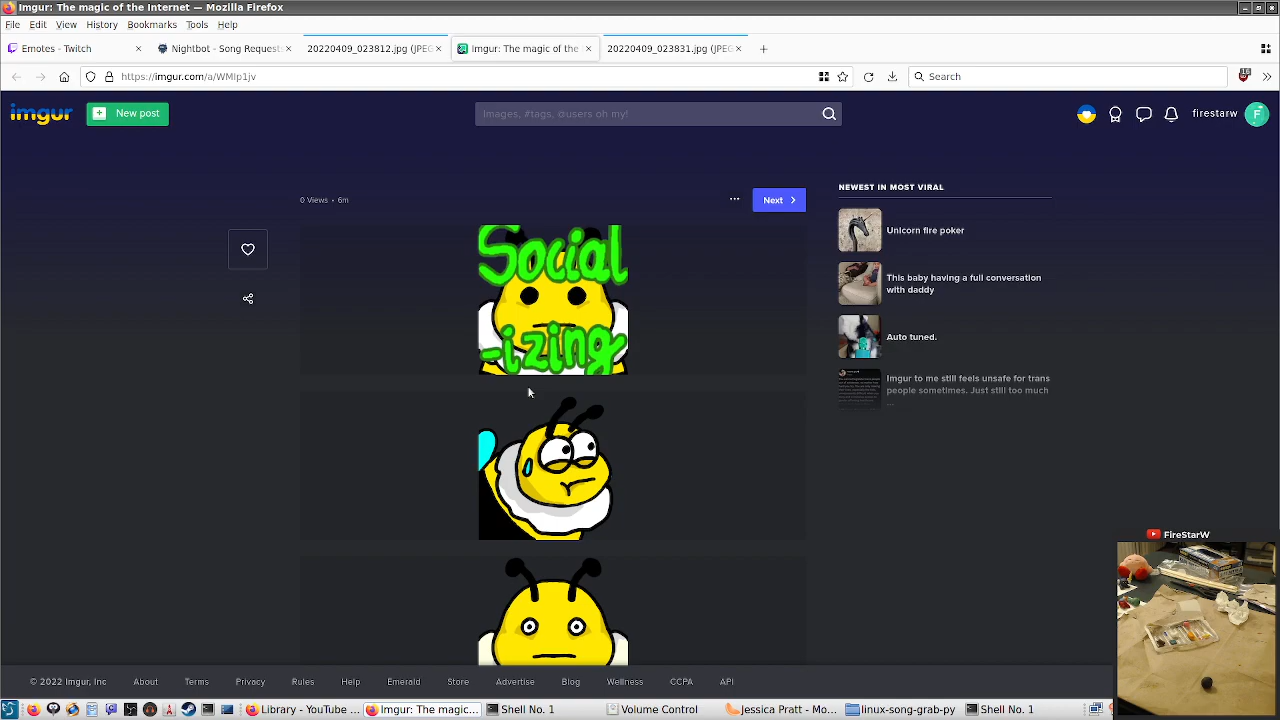 Imgur: The magic of the Internet — Mozilla Firefox
File Edit View History Bookmarks Tools Help
Emotes - Twitch
Nightbot - Song Request
20220409_023812.jpg (JPEG
Imgur: The magic of the
20220409_023831.jpg (JPEG
https://imgur.com/a/WMIp1jv
Search
16
imgur
New post
Images, #tags, @users oh my!
firestarw
F
0 Views • 6m
Next
NEWEST IN MOST VIRAL
Unicorn fire poker
This baby having a full conversation
with daddy
Auto tuned.
Imgur to me still feels unsafe for trans
people sometimes. Just still too much
...
Social
-izing
FireStarW
© 2022 Imgur, Inc About Terms Privacy Rules Help Emerald Store Advertise Blog Wellness CCPA API
Library - YouTube ...
Imgur: The magic...
Shell No. 1
Volume Control
Jessica Pratt - Mo...
linux-song-grab-py
Shell No. 1